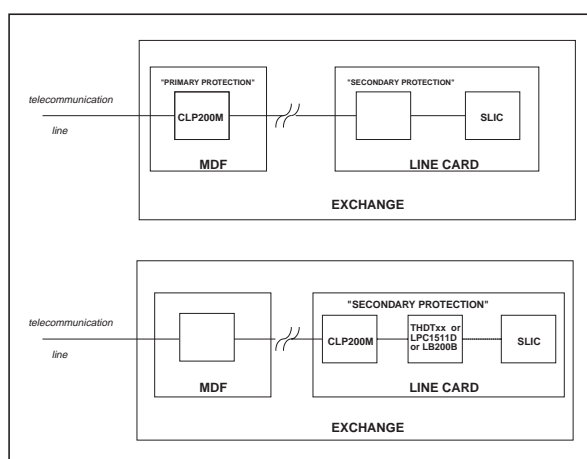 "PRIMARY PROTECTION"
"SECONDARY PROTECTION"
telecommunication
line
CLP200M
SLIC
MDF
LINE CARD
EXCHANGE
"SECONDARY PROTECTION"
telecommunication
line
CLP200M
THDTxx or
LPC1511D
or LB200B
SLIC
MDF
LINE CARD
EXCHANGE